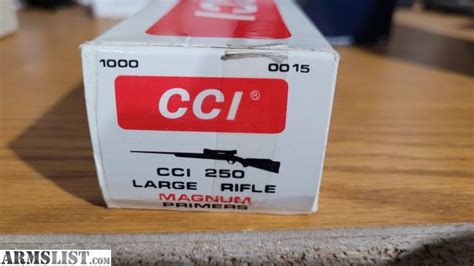 1000 0015
CCI®
CCI 250
LARGE RIFLE
MAGNUM
PRIMERS
ARMSLIST.com